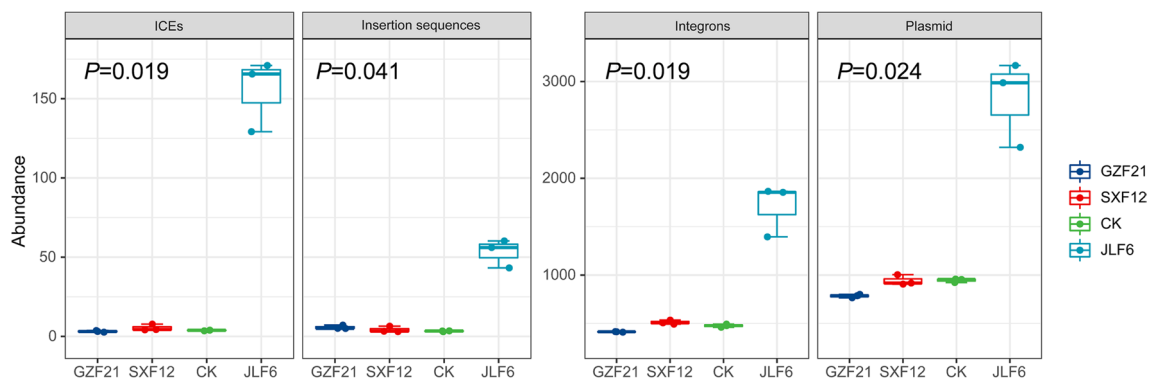 ICEs
Insertion sequences
Integrons
Plasmid
P=0.019
P=0.041
P=0.019
P=0.024
Abundance
150
100
50
0
3000
2000
1000
GZF21 SXF12 CK JLF6
GZF21 SXF12 CK JLF6
GZF21 SXF12 CK JLF6
GZF21 SXF12 CK JLF6
GZF21
SXF12
CK
JLF6